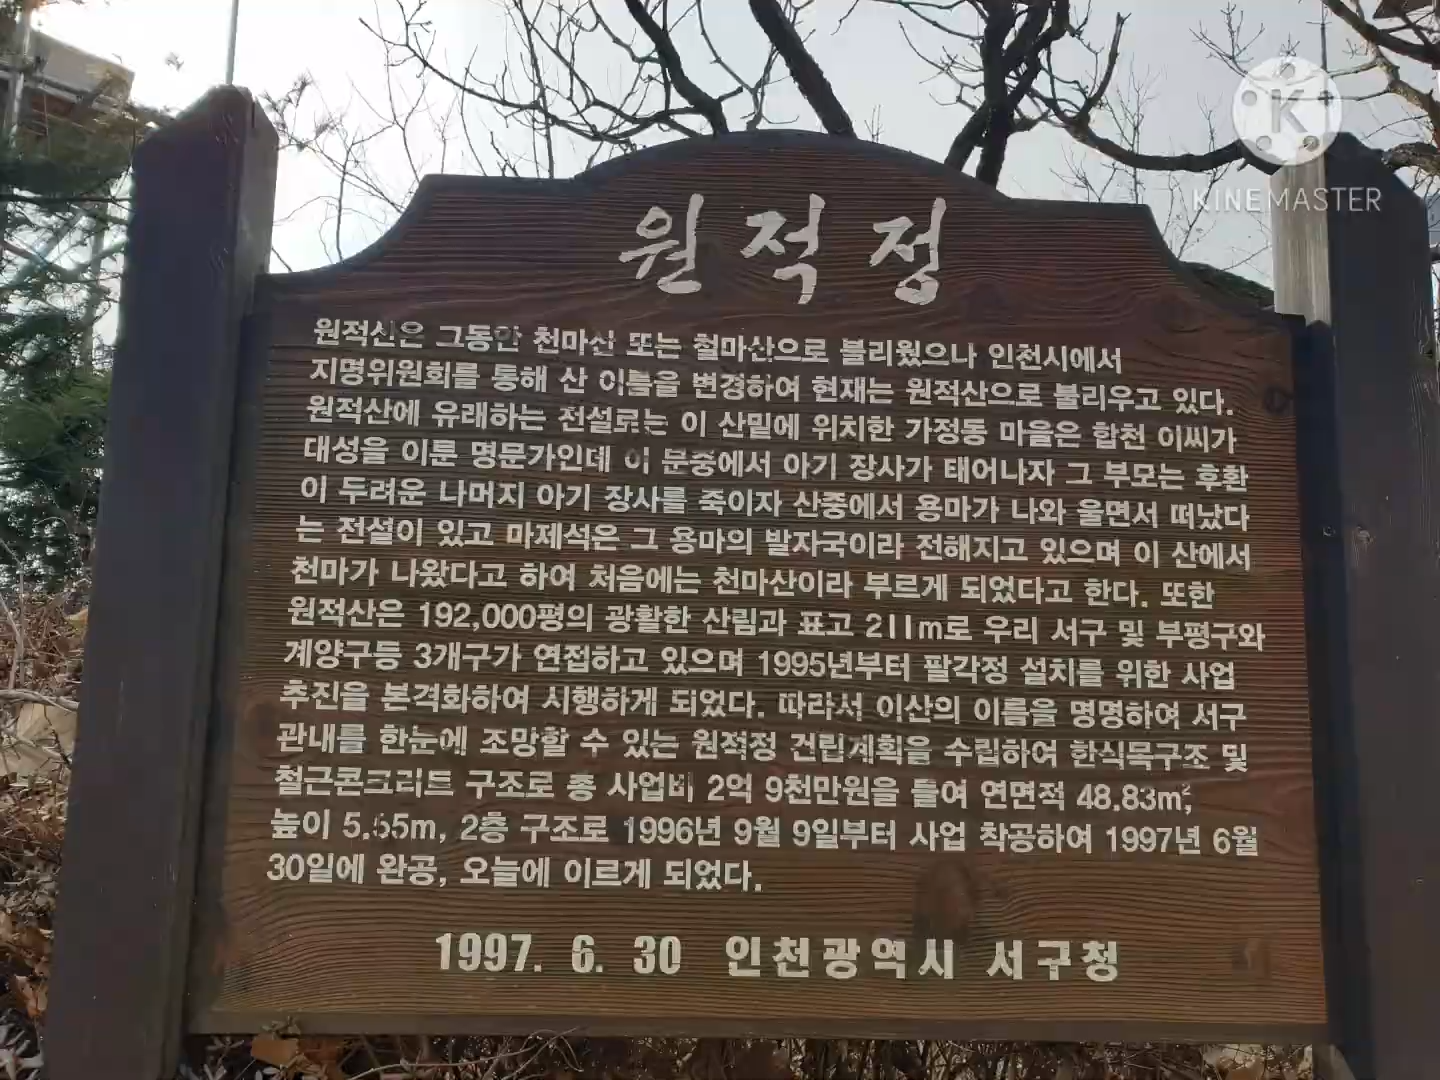 KINEMASTER
원적정
원적산은 그동안 천마산 또는 철마산으로 불리웠으나 인천시에서
지명위원회를 통해 산 이름을 변경하여 현재는 원적산으로 불리우고 있다.
원적산에 유래하는 전설로는 이 산밑에 위치한 가정동 마을은 합천 이씨가
대성을 이룬 명문가인데 이 문중에서 아기 장사가 태어나자 그 부모는 후환
이 두려운 나머지 아기 장사를 죽이자 산중에서 용마가 나와 울면서 떠났다
는 전설이 있고 마제석은 그 용마의 발자국이라 전해지고 있으며 이 산에서
천마가 나왔다고 하여 처음에는 천마산이라 부르게 되었다고 한다. 또한
원적산은 192,000평의 광활한 산림과 표고 211m로 우리 서구 및 부평구와
계양구등 3개구가 연접하고 있으며 1995년부터 팔각정 설치를 위한 사업
추진을 본격화하여 시행하게 되었다. 따라서 이산의 이름을 명명하여 서구
관내를 한눈에 조망할 수 있는 원적정 건립계획을 수립하여 한식목구조 및
철근콘크리트 구조로 총 사업비 2억 9천만원을 들여 연면적 48.83㎡,
높이 5.55m, 2층 구조로 1996년 9월 9일부터 사업 착공하여 1997년 6월
30일에 완공, 오늘에 이르게 되었다.
1997. 6. 30 인천광역시 서구청